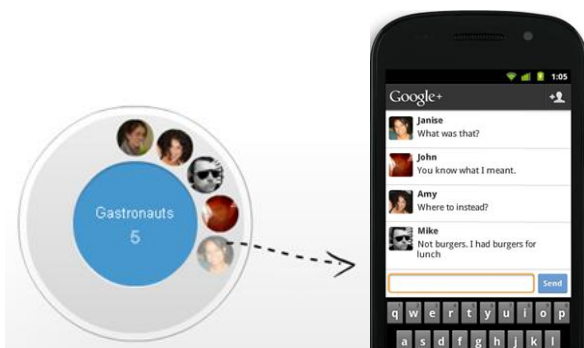 Gastronauts
5
1:05
Google+
Janise
What was that?
John
You know what I meant.
Amy
Where to instead?
Mike
Not burgers. I had burgers for
lunch
Send
q w e r t y u i o p
a s d f g h j k l